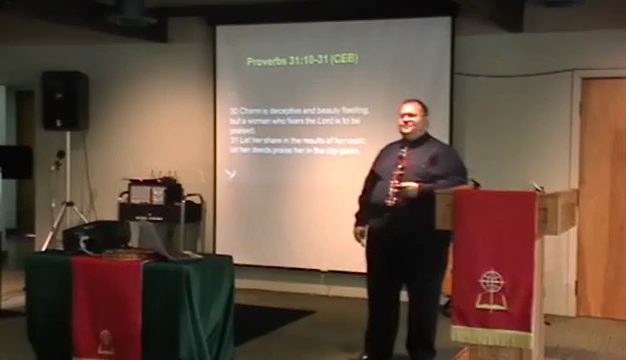 Proverbs 31:10-31 (CEB)
30 Charm is deceptive and beauty fleeting,
but a woman who fears the Lord is to be
praised.
31 Let her share in the results of her work;
let her deeds praise her in the city gates.